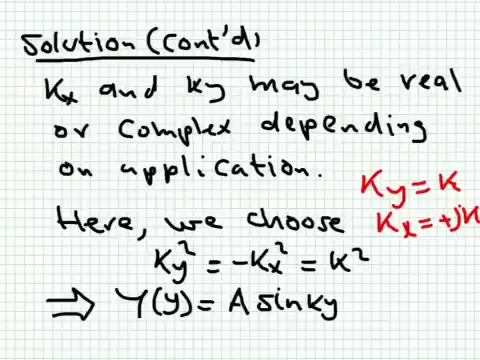 Solution (Cont'd)
Kx and Ky may be real
or Complex depending
on application.
Ky = K
Here, we choose
Kx = +jK
Ky² = -Kx² = K²
⇒ Y(y) = A sinky